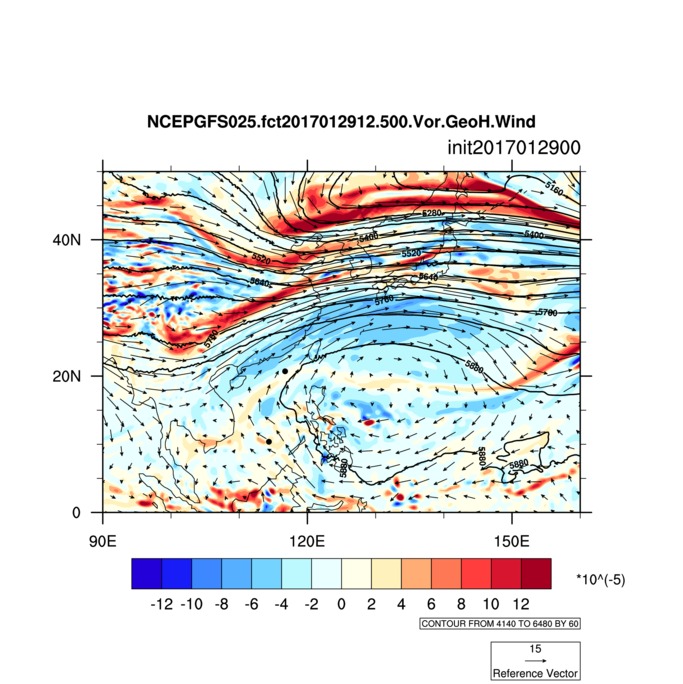 NCEPGFS025.fct2017012912.500.Vor.GeoH.Wind
init2017012900
5160
5280
5400
5400
5520
5520
5640
5640
5760
5700
5700
5880
5880
5880
5880
40N
20N
0
90E 120E 150E
-12 -10 -8 -6 -4 -2 0 2 4 6 8 10 12
*10^(-5)
CONTOUR FROM 4140 TO 6480 BY 60
15
Reference Vector